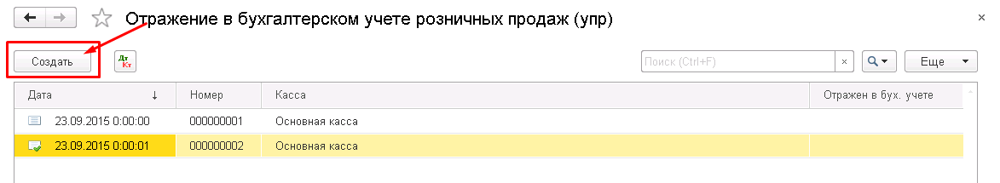 Отражение в бухгалтерском учете розничных продаж (упр)
Создать Дт Кт Поиск (Ctrl+F) × Еще
Дата ↓ Номер Касса Отражен в бух. учете
23.09.2015 0:00:00 000000001 Основная касса
23.09.2015 0:00:01 000000002 Основная касса